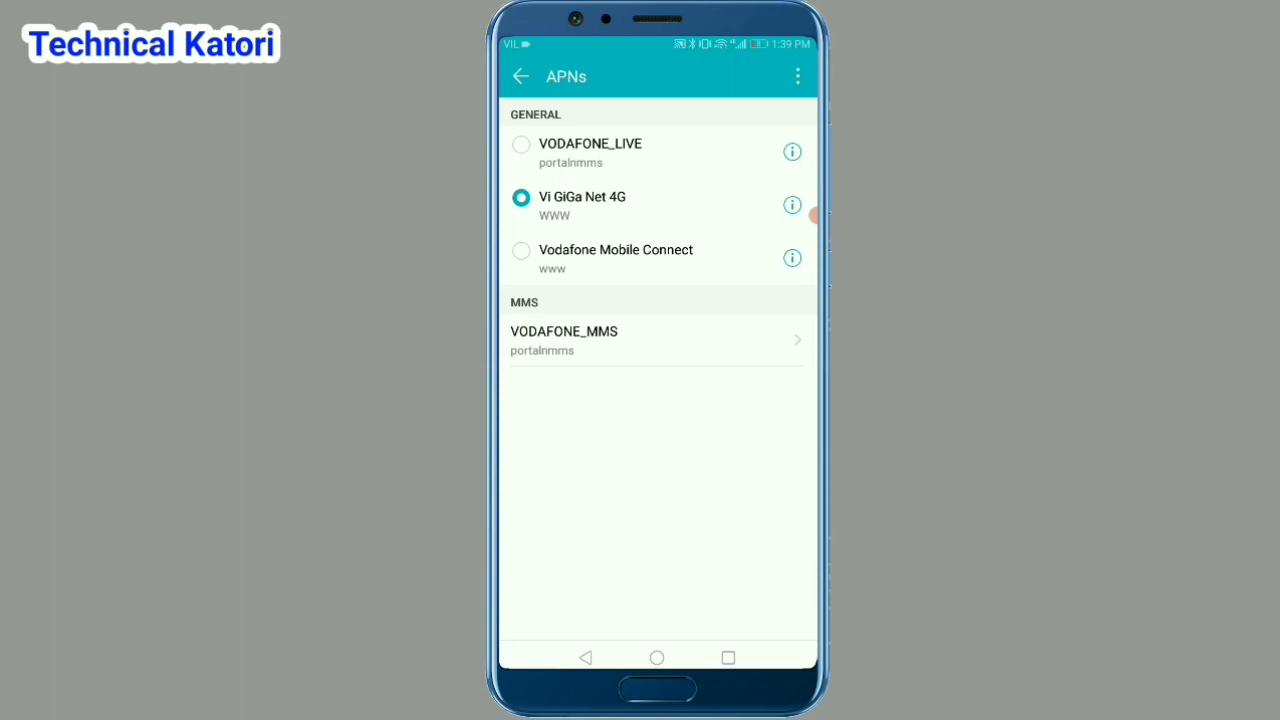 Technical Katori
VIL
1:39 PM
APNs
GENERAL
VODAFONE_LIVE
portalnmms
Vi GiGa Net 4G
WWW
Vodafone Mobile Connect
www
MMS
VODAFONE_MMS
portalnmms